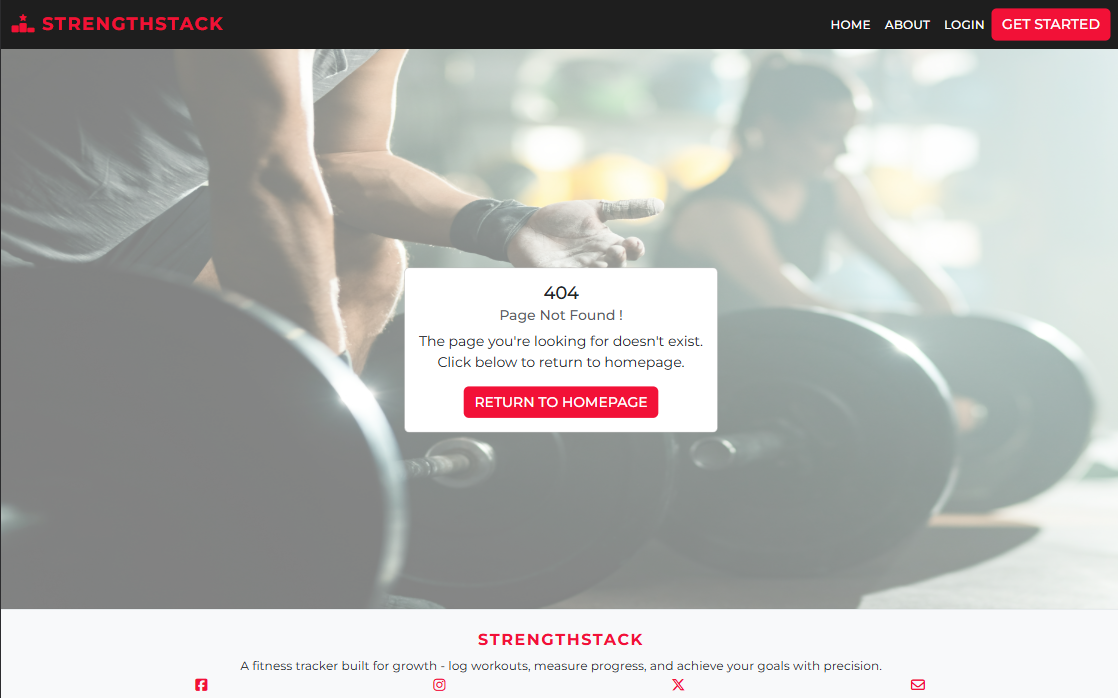 STRENGTHSTACK
HOME ABOUT LOGIN GET STARTED
404
Page Not Found !
The page you're looking for doesn't exist.
Click below to return to homepage.
RETURN TO HOMEPAGE
STRENGTHSTACK
A fitness tracker built for growth - log workouts, measure progress, and achieve your goals with precision.